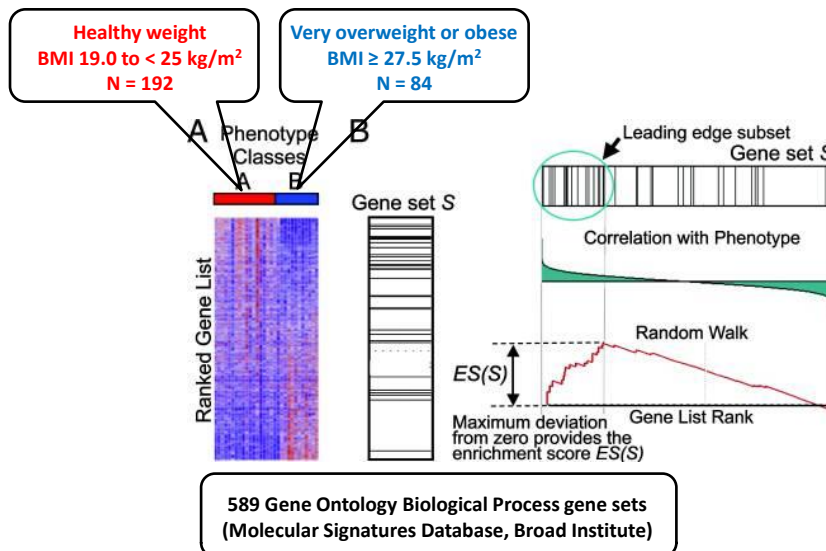 Healthy weight
BMI 19.0 to < 25 kg/m²
N = 192
Very overweight or obese
BMI ≥ 27.5 kg/m²
N = 84
A
Phenotype
Classes
A
B
B
Ranked Gene List
Gene set S
Leading edge subset
Gene set S
Correlation with Phenotype
Random Walk
ES(S)
Gene List Rank
Maximum deviation
from zero provides the
enrichment score ES(S)
589 Gene Ontology Biological Process gene sets
(Molecular Signatures Database, Broad Institute)